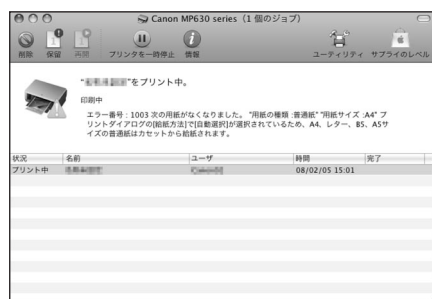 Canon MP630 series（1 個のジョブ）
削除 保留 再開 プリンタを一時停止 情報 ユーティリティ サプライのレベル
"をプリント中。
印刷中
エラー番号 : 1003 次の用紙がなくなりました。 "用紙の種類 :普通紙" "用紙サイズ :A4" プ
リントダイアログの[給紙方法]で[自動選択]が選択されているため、A4、レター、B5、A5サ
イズの普通紙はカセットから給紙されます。
状況 名前 ユーザ 時間 完了
プリント中 08/02/05 15:01